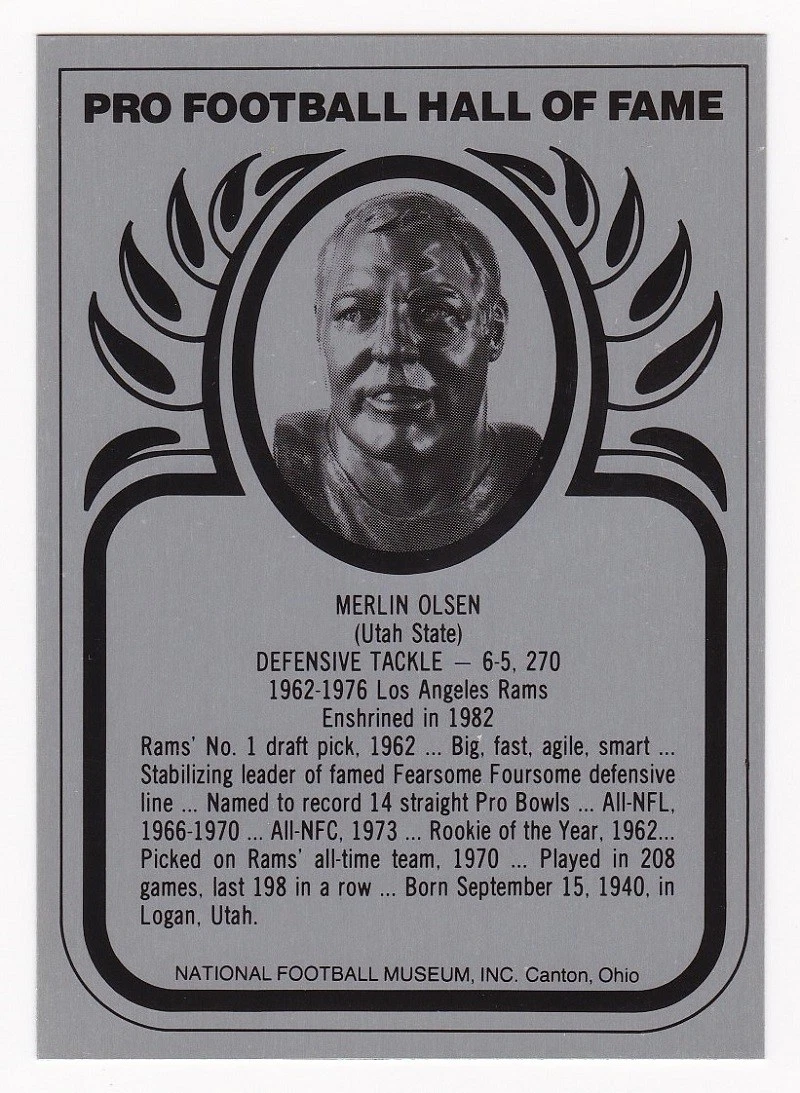 PRO FOOTBALL HALL OF FAME
MERLIN OLSEN
(Utah State)
DEFENSIVE TACKLE — 6-5, 270
1962-1976 Los Angeles Rams
Enshrined in 1982
Rams' No. 1 draft pick, 1962 ... Big, fast, agile, smart ...
Stabilizing leader of famed Fearsome Foursome defensive
line ... Named to record 14 straight Pro Bowls ... All-NFL,
1966-1970 ... All-NFC, 1973 ... Rookie of the Year, 1962...
Picked on Rams' all-time team, 1970 ... Played in 208
games, last 198 in a row ... Born September 15, 1940, in
Logan, Utah.
NATIONAL FOOTBALL MUSEUM, INC. Canton, Ohio